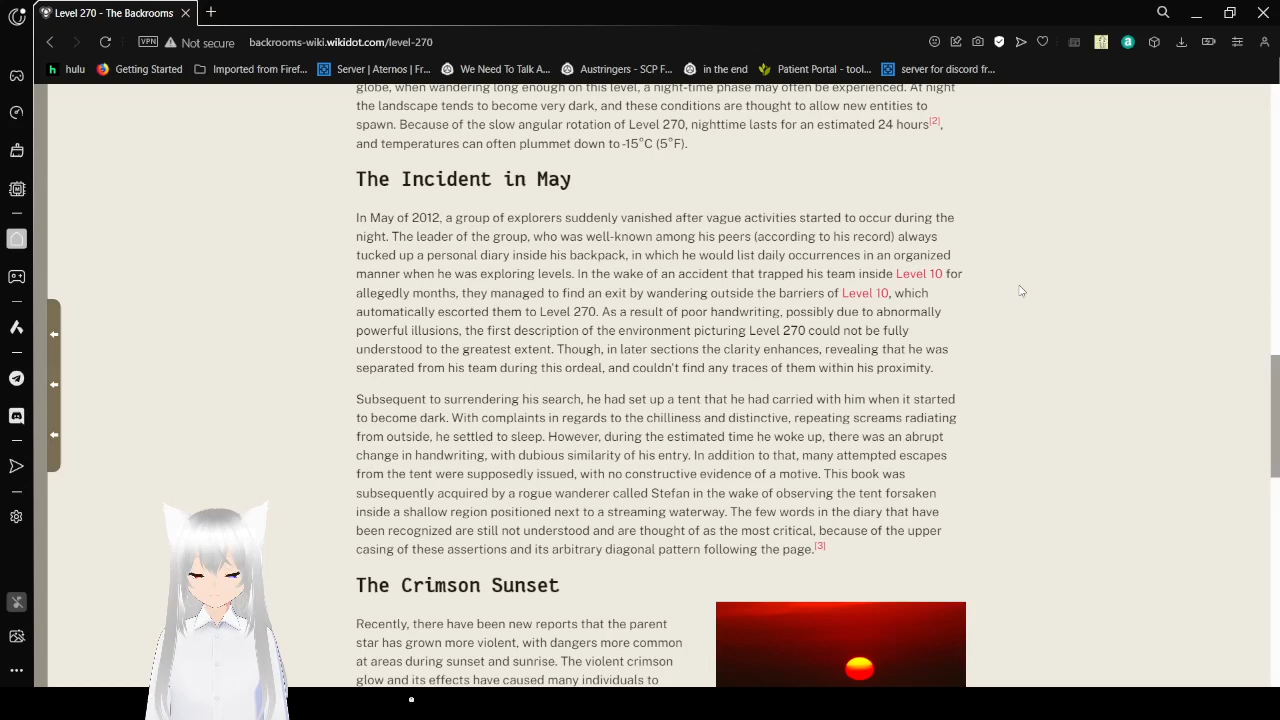 Level 270 - The Backrooms
VPN Not secure backrooms-wiki.wikidot.com/level-270
hulu Getting Started Imported from Firef... Server | Aternos | Fr... We Need To Talk A... Austringers - SCP F... in the end Patient Portal - tool... server for discord fr...
globe, when wandering long enough on this level, a night-time phase may often be experienced. At night
the landscape tends to become very dark, and these conditions are thought to allow new entities to
spawn. Because of the slow angular rotation of Level 270, nighttime lasts for an estimated 24 hours[2],
and temperatures can often plummet down to -15°C (5°F).
The Incident in May
In May of 2012, a group of explorers suddenly vanished after vague activities started to occur during the
night. The leader of the group, who was well-known among his peers (according to his record) always
tucked up a personal diary inside his backpack, in which he would list daily occurrences in an organized
manner when he was exploring levels. In the wake of an accident that trapped his team inside Level 10 for
allegedly months, they managed to find an exit by wandering outside the barriers of Level 10, which
automatically escorted them to Level 270. As a result of poor handwriting, possibly due to abnormally
powerful illusions, the first description of the environment picturing Level 270 could not be fully
understood to the greatest extent. Though, in later sections the clarity enhances, revealing that he was
separated from his team during this ordeal, and couldn't find any traces of them within his proximity.
Subsequent to surrendering his search, he had set up a tent that he had carried with him when it started
to become dark. With complaints in regards to the chilliness and distinctive, repeating screams radiating
from outside, he settled to sleep. However, during the estimated time he woke up, there was an abrupt
change in handwriting, with dubious similarity of his entry. In addition to that, many attempted escapes
from the tent were supposedly issued, with no constructive evidence of a motive. This book was
subsequently acquired by a rogue wanderer called Stefan in the wake of observing the tent forsaken
inside a shallow region positioned next to a streaming waterway. The few words in the diary that have
been recognized are still not understood and are thought of as the most critical, because of the upper
casing of these assertions and its arbitrary diagonal pattern following the page.[3]
The Crimson Sunset
Recently, there have been new reports that the parent
star has grown more violent, with dangers more common
at areas during sunset and sunrise. The violent crimson
glow and its effects have caused many individuals to